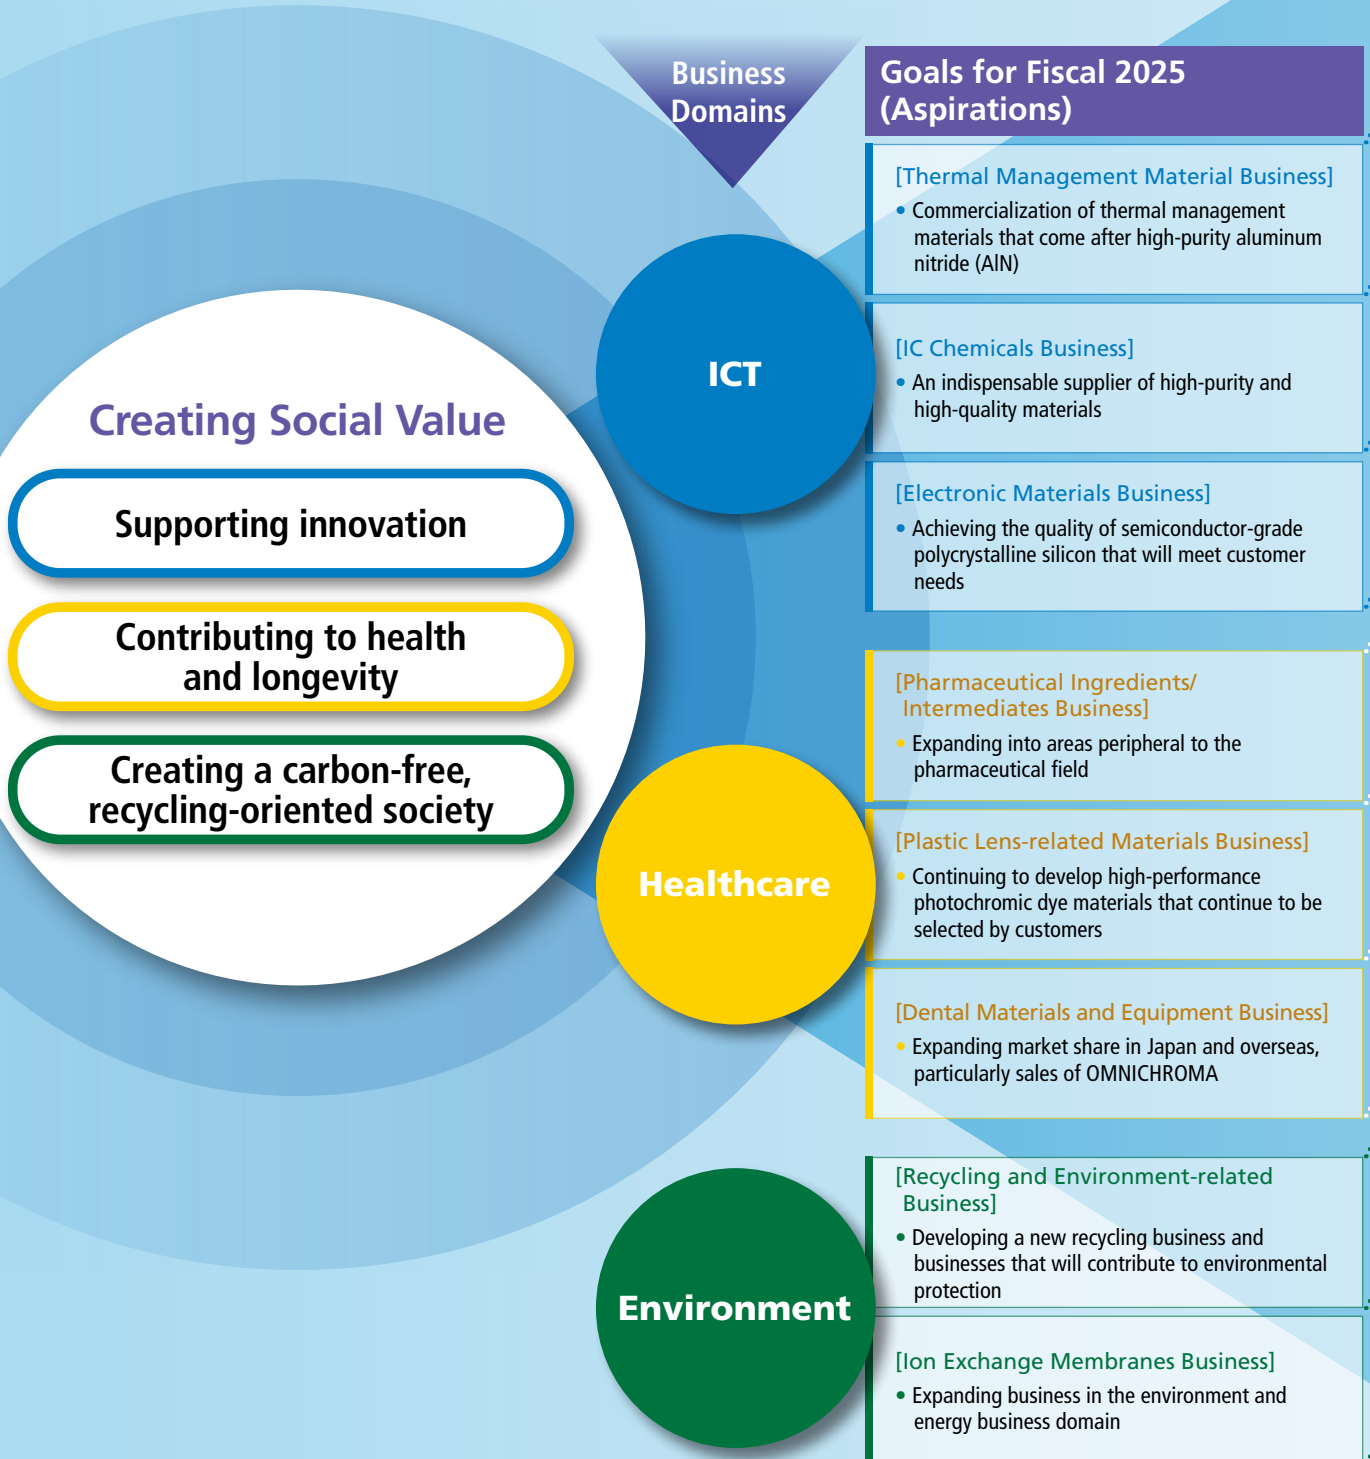 Business
Domains
Goals for Fiscal 2025
(Aspirations)
Creating Social Value
Supporting innovation
Contributing to health
and longevity
Creating a carbon-free,
recycling-oriented society
ICT
[Thermal Management Material Business]
• Commercialization of thermal management
materials that come after high-purity aluminum
nitride (AlN)
[IC Chemicals Business]
• An indispensable supplier of high-purity and
high-quality materials
[Electronic Materials Business]
• Achieving the quality of semiconductor-grade
polycrystalline silicon that will meet customer
needs
Healthcare
[Pharmaceutical Ingredients/
Intermediates Business]
• Expanding into areas peripheral to the
pharmaceutical field
[Plastic Lens-related Materials Business]
• Continuing to develop high-performance
photochromic dye materials that continue to be
selected by customers
[Dental Materials and Equipment Business]
• Expanding market share in Japan and overseas,
particularly sales of OMNICHROMA
Environment
[Recycling and Environment-related
Business]
• Developing a new recycling business and
businesses that will contribute to environmental
protection
[Ion Exchange Membranes Business]
• Expanding business in the environment and
energy business domain